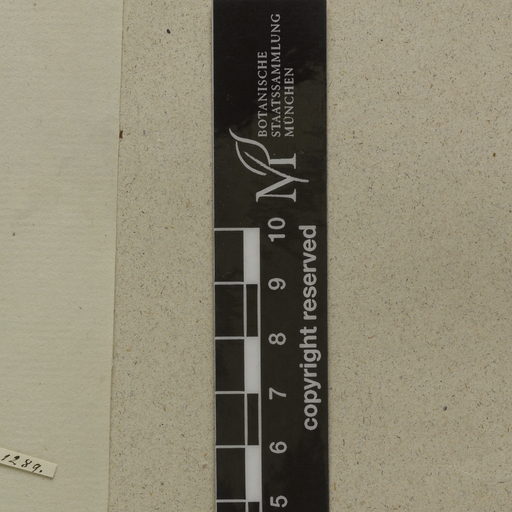 BOTANISCHE
STAATSSAMMLUNG
MÜNCHEN
M
10
9
8
7
6
5
copyright reserved
1289.